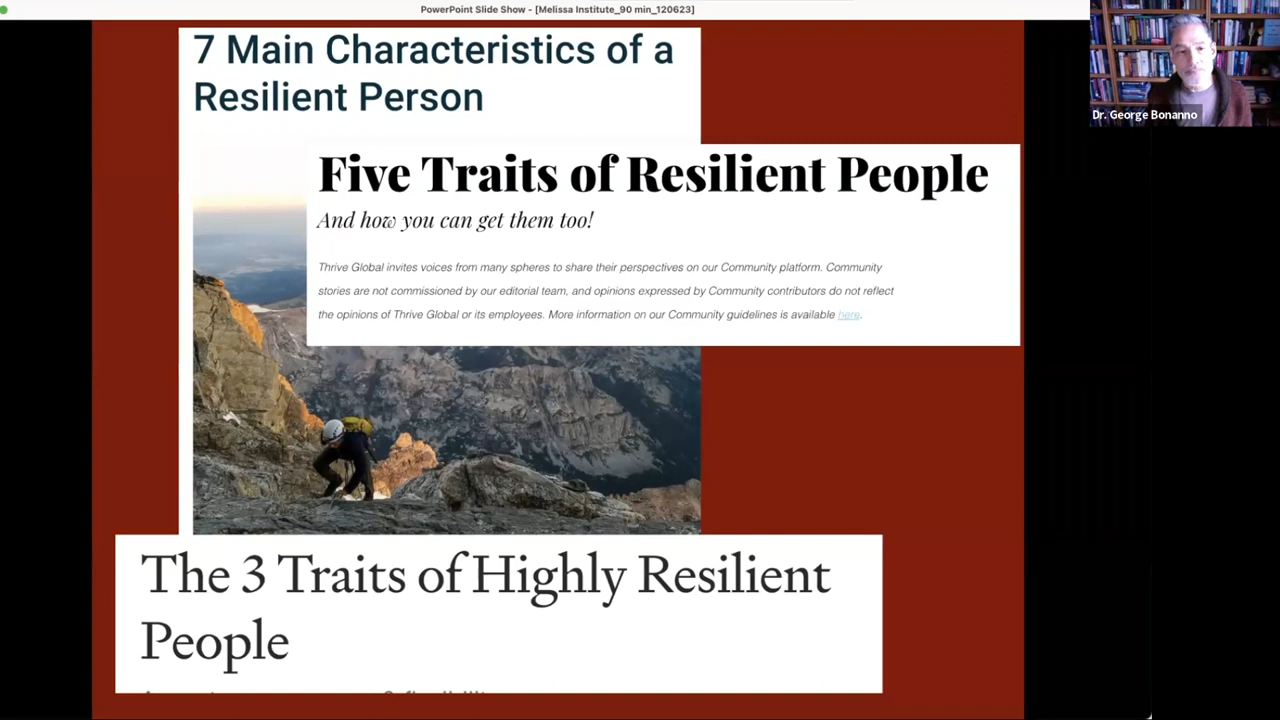 PowerPoint Slide Show - [Melissa Institute_90 min_120623]
7 Main Characteristics of a
Resilient Person
Dr. George Bonanno
Five Traits of Resilient People
And how you can get them too!
Thrive Global invites voices from many spheres to share their perspectives on our Community platform. Community
stories are not commissioned by our editorial team, and opinions expressed by Community contributors do not reflect
the opinions of Thrive Global or its employees. More information on our Community guidelines is available here.
The 3 Traits of Highly Resilient
People